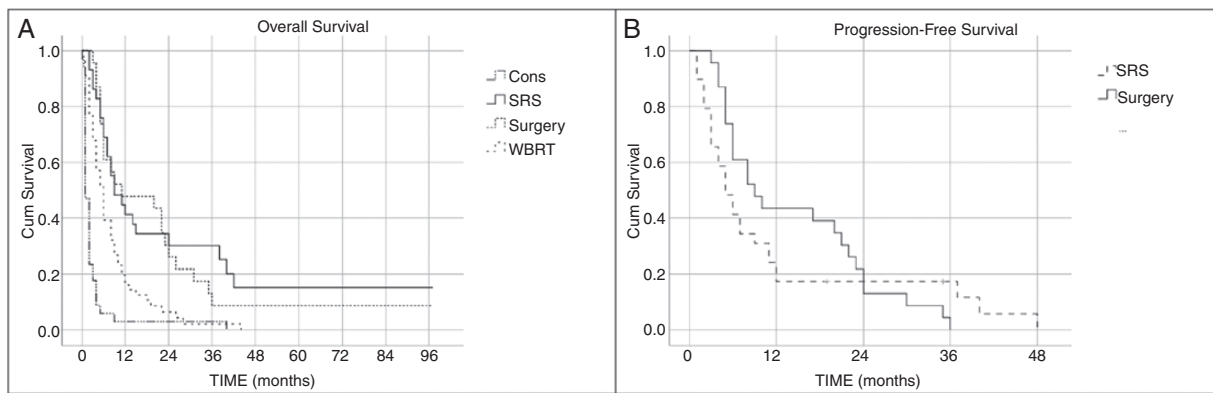 A
Overall Survival
1.0
0.8
0.6
0.4
0.2
0.0
Cum Survival
0 12 24 36 48 60 72 84 96
TIME (months)
Cons
SRS
Surgery
WBRT
B
Progression-Free Survival
1.0
0.8
0.6
0.4
0.2
0.0
Cum Survival
0 12 24 36 48
TIME (months)
SRS
Surgery